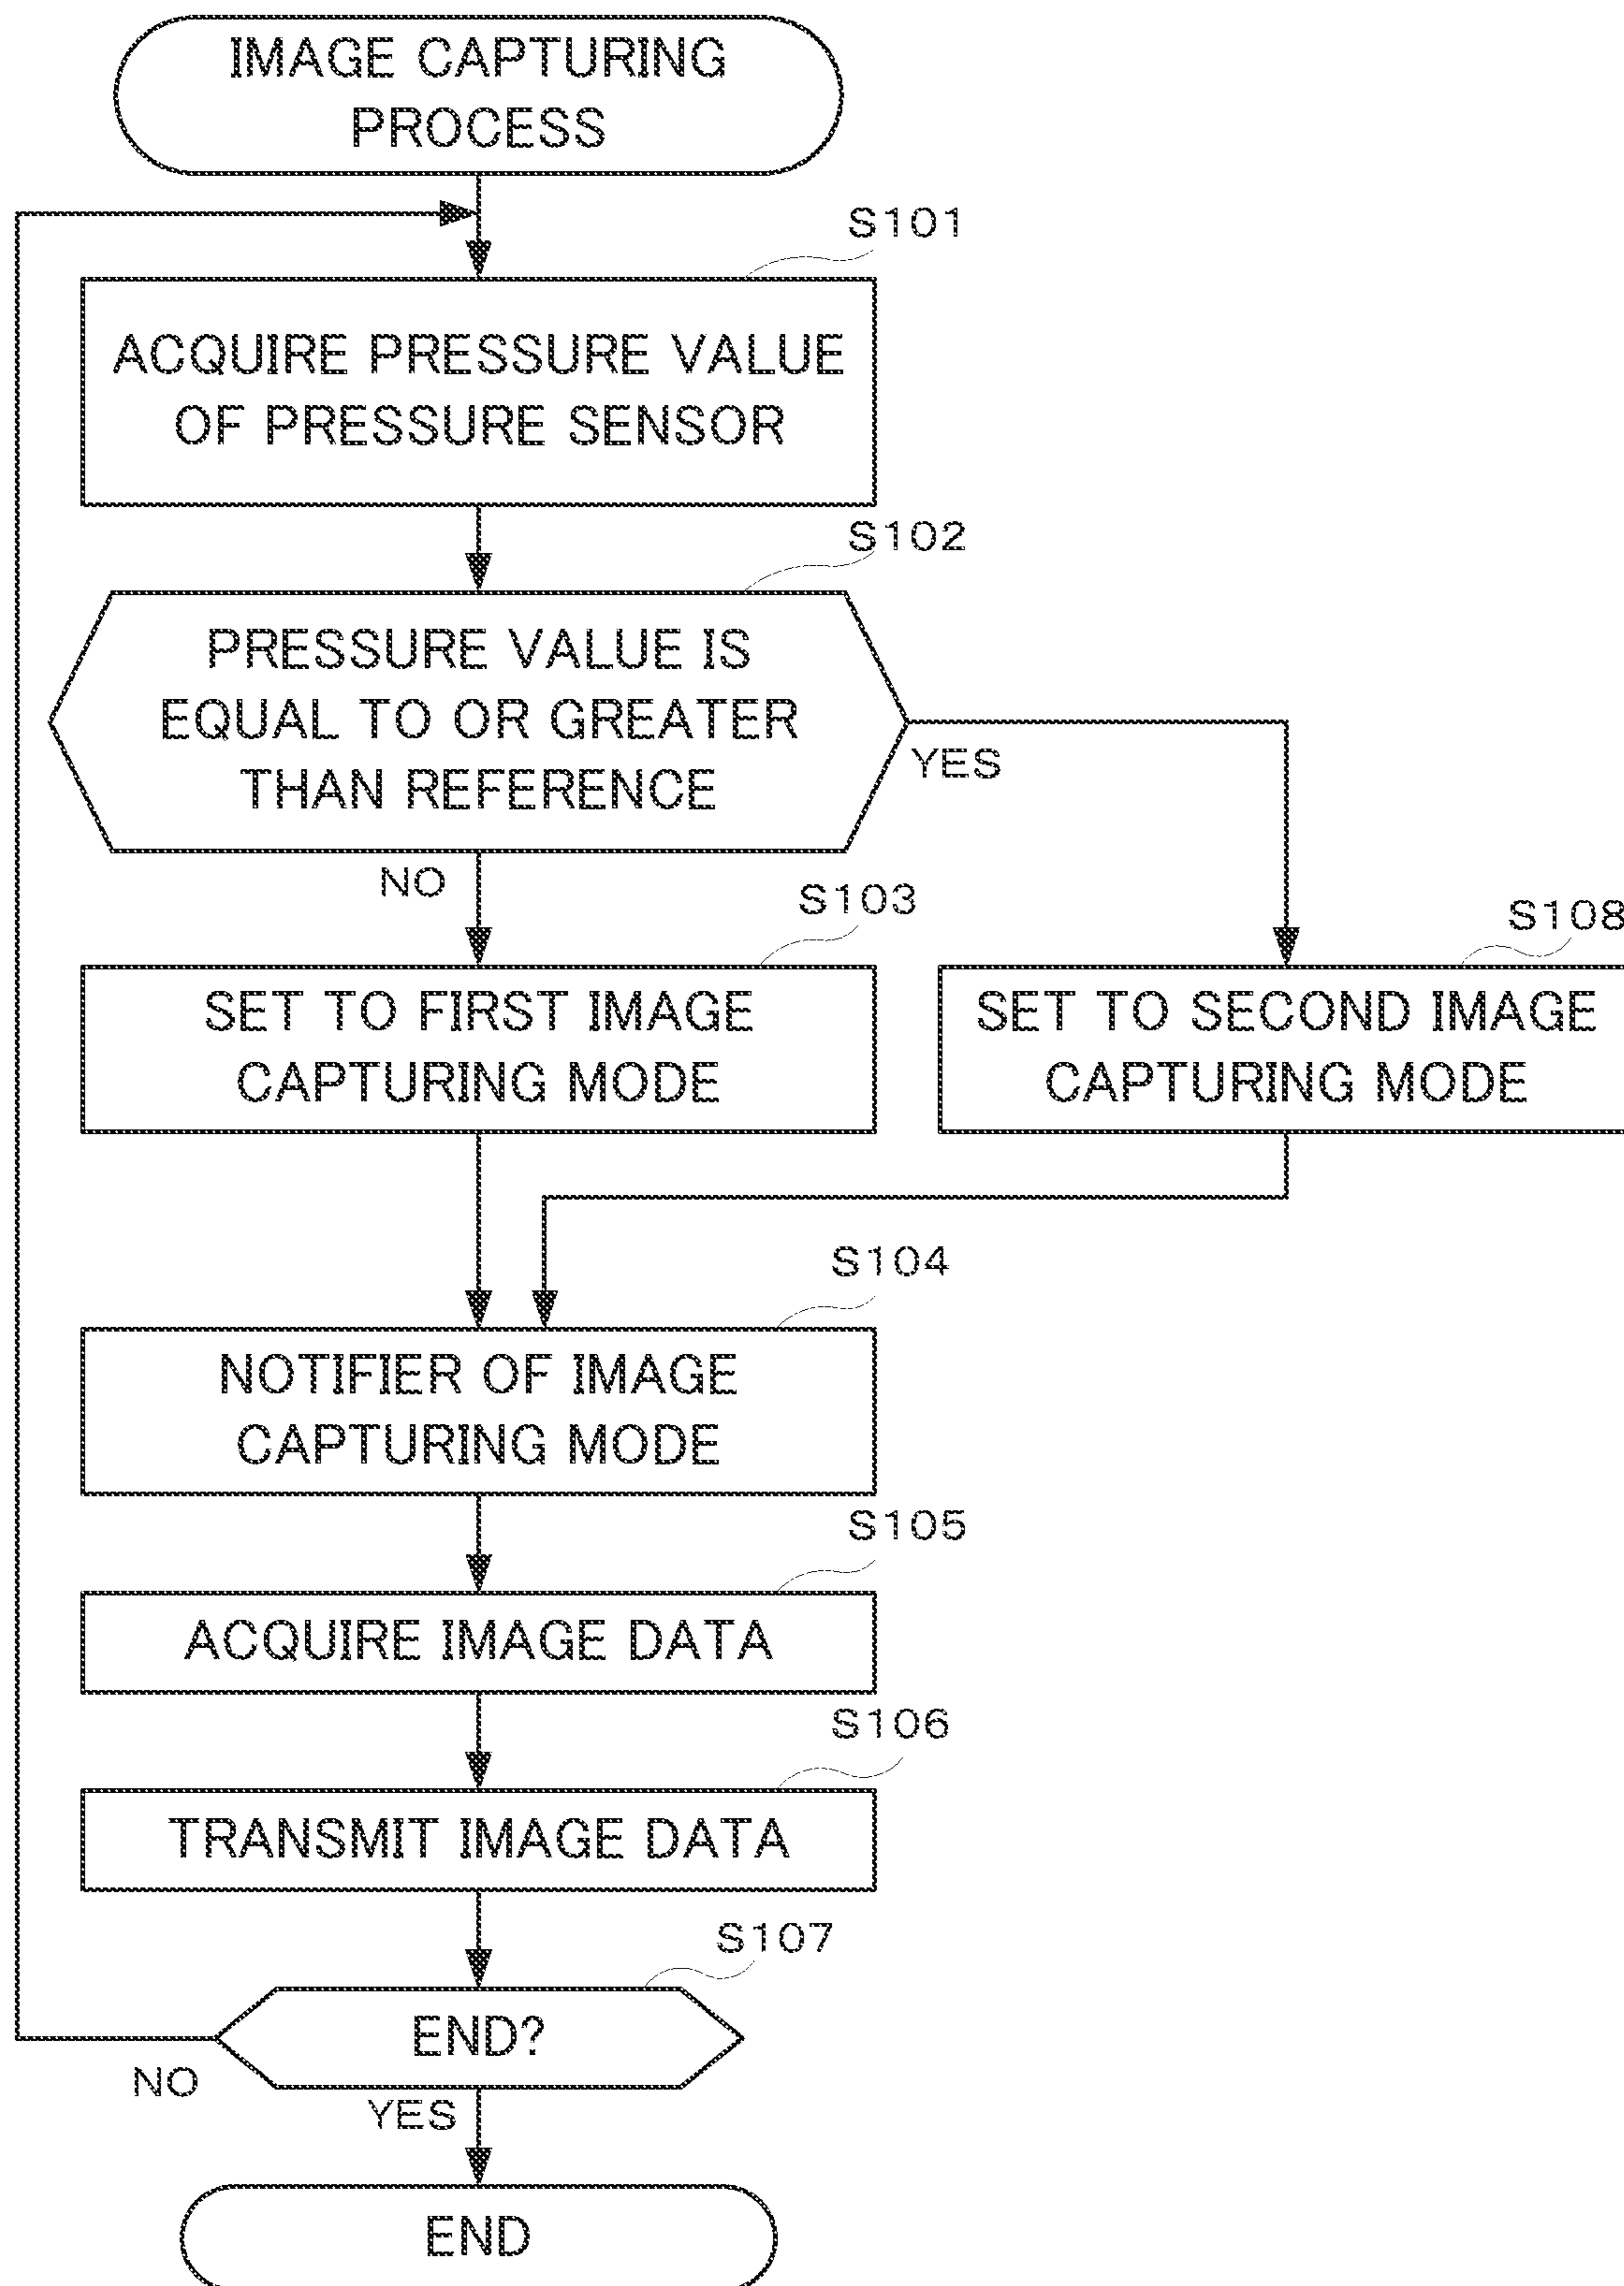 IMAGE CAPTURING
PROCESS
S101
ACQUIRE PRESSURE VALUE
OF PRESSURE SENSOR
S102
PRESSURE VALUE IS
EQUAL TO OR GREATER
THAN REFERENCE
YES
NO
S103
S108
SET TO FIRST IMAGE
CAPTURING MODE
SET TO SECOND IMAGE
CAPTURING MODE
S104
NOTIFIER OF IMAGE
CAPTURING MODE
S105
ACQUIRE IMAGE DATA
S106
TRANSMIT IMAGE DATA
S107
END?
NO
YES
END